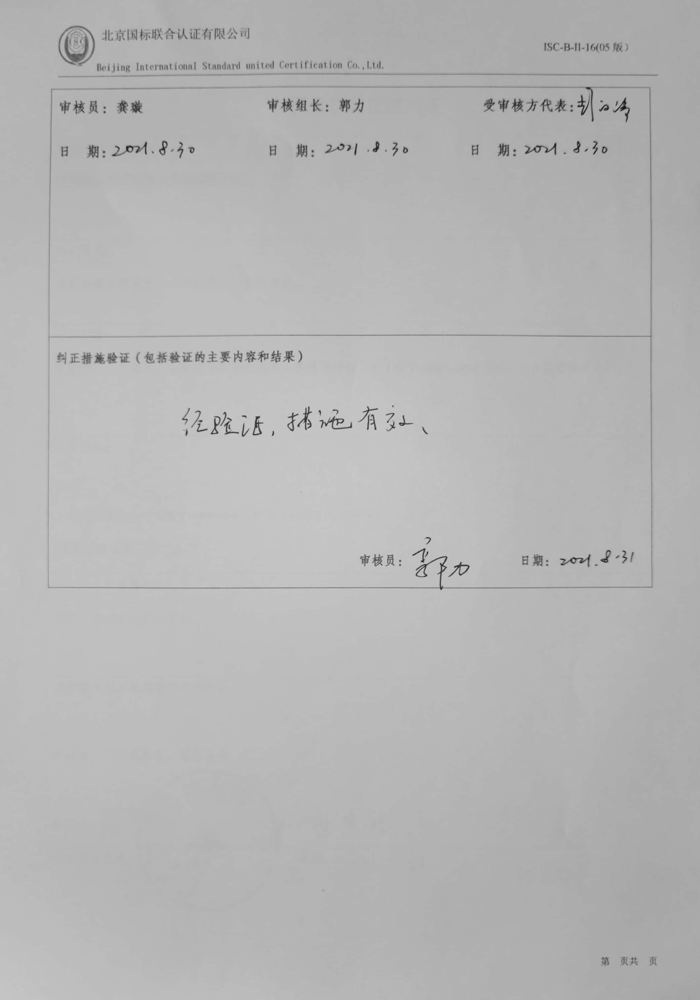 ISC
北京国标联合认证有限公司
ISC-B-II-16(05 版)
Beijing International Standard united Certification Co.,Ltd.
审核员：龚璇 审核组长：郭力 受审核方代表：
日 期：2021.8.30 日 期：2021.8.30 日 期：2021.8.30
纠正措施验证（包括验证的主要内容和结果）
经验证，措施有效、
审核员：郭力 日期：2021.8.31
第 页共 页